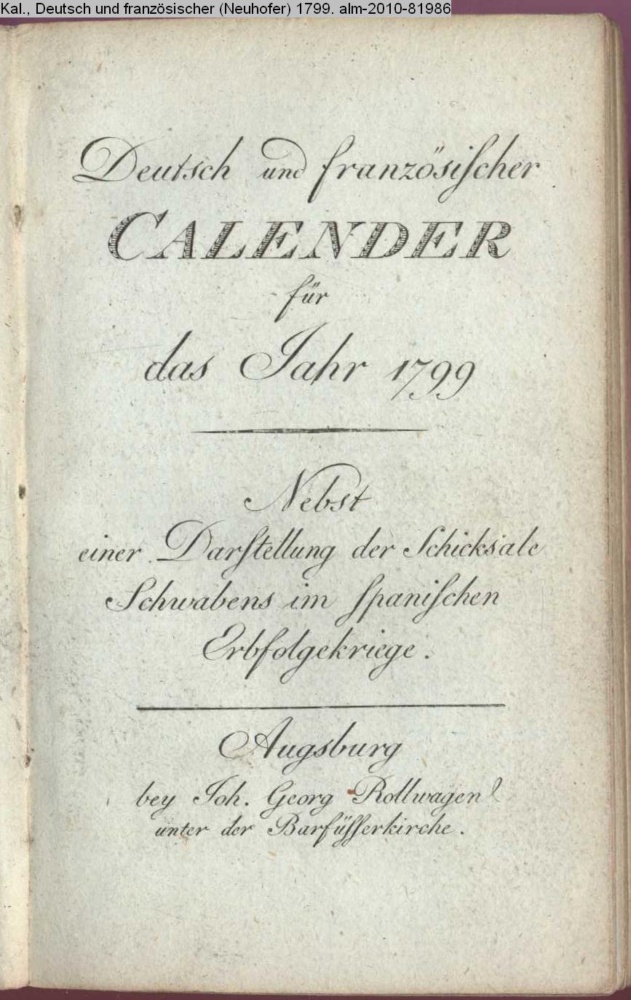 Kal., Deutsch und französischer (Neuhofer) 1799. alm-2010-81986
Deutsch und franzöſiſcher
CALENDER
für
das Jahr 1799
Nebst
einer Darſtellung der Schicksale
Schwabens im ſpaniſchen
Erbfolgekriege.
Augsburg
bey Joh. Georg Rollwagen
unter der Barfüſſerkirche.